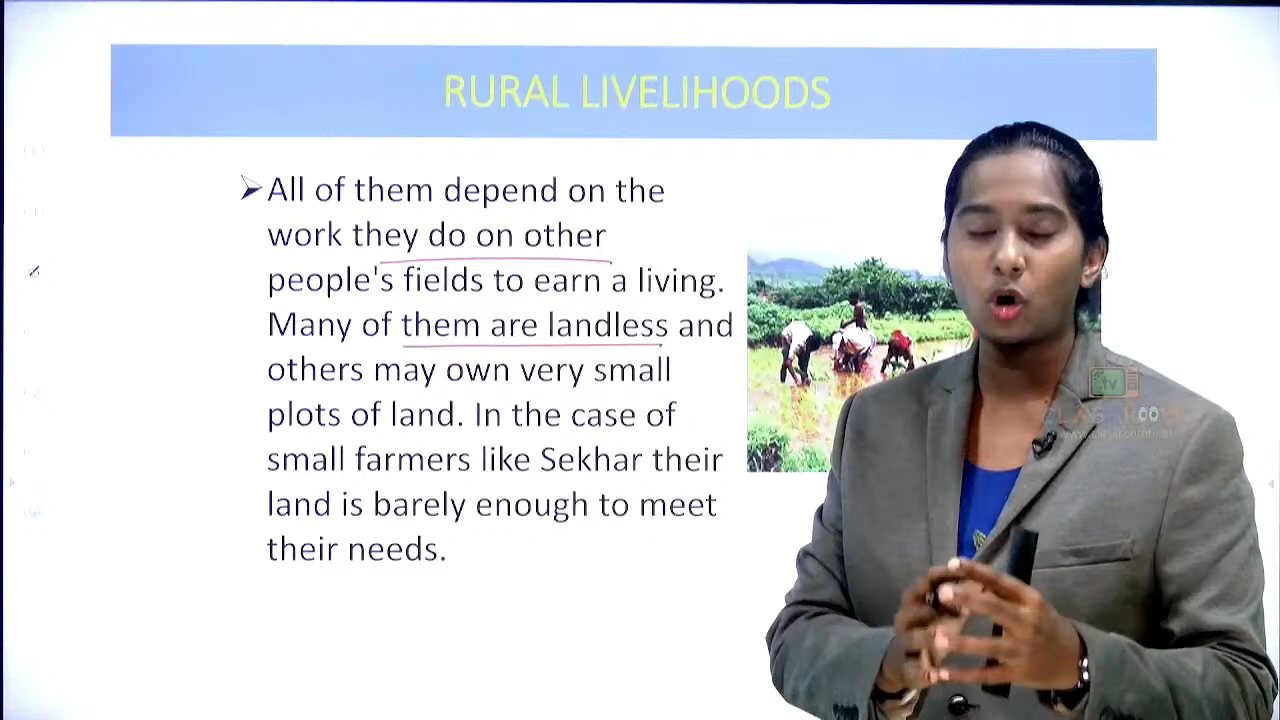 RURAL LIVELIHOODS
All of them depend on the
work they do on other
people's fields to earn a living.
Many of them are landless and
others may own very small
plots of land. In the case of
small farmers like Sekhar their
land is barely enough to meet
their needs.
tv